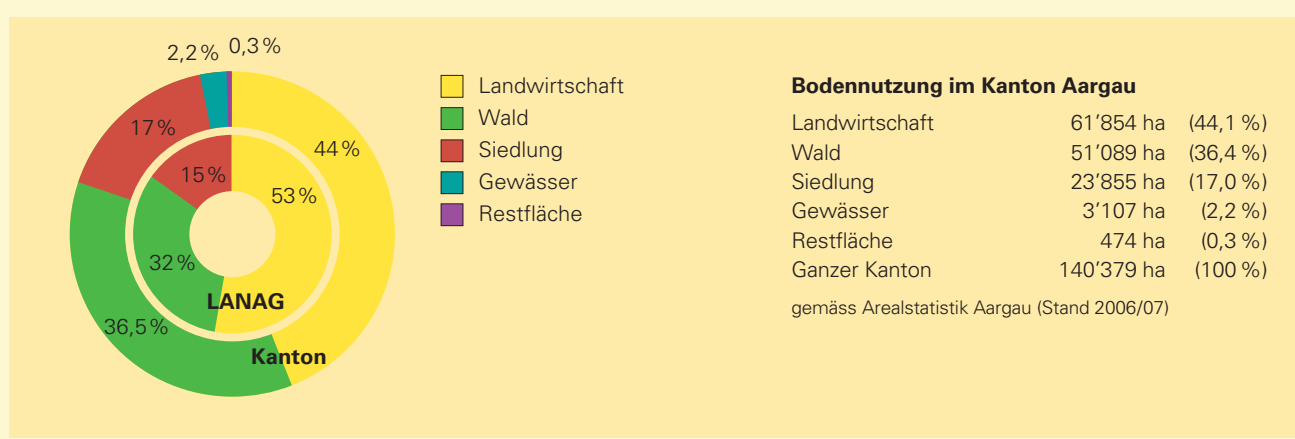 2,2 % 0,3 %
17 %
44 %
15 %
53 %
32 %
LANAG
36,5 %
Kanton
Landwirtschaft
Wald
Siedlung
Gewässer
Restfläche
Bodennutzung im Kanton Aargau
Landwirtschaft 61’854 ha (44,1 %)
Wald 51’089 ha (36,4 %)
Siedlung 23’855 ha (17,0 %)
Gewässer 3’107 ha (2,2 %)
Restfläche 474 ha (0,3 %)
Ganzer Kanton 140’379 ha (100 %)
gemäss Arealstatistik Aargau (Stand 2006/07)